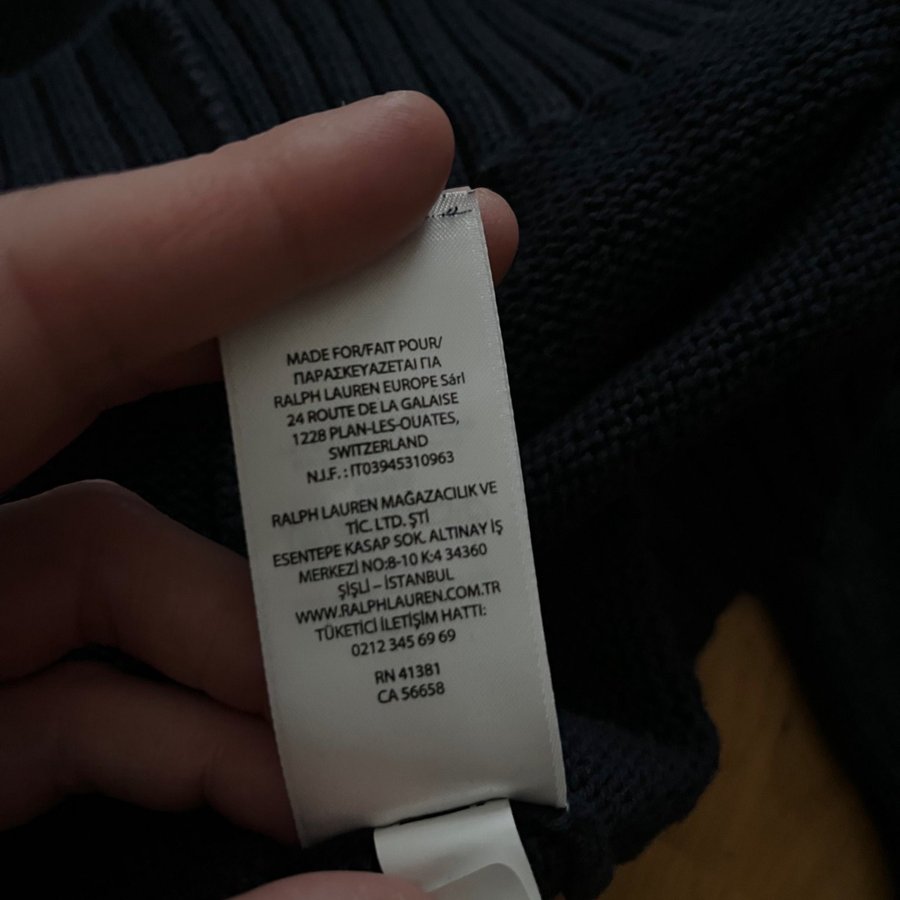 MADE FOR/FAIT POUR/
ΠΑΡΑΣΚΕΥΑΖΕΤΑΙ ΓΙΑ
RALPH LAUREN EUROPE Sárl
24 ROUTE DE LA GALAISE
1228 PLAN-LES-OUATES,
SWITZERLAND
N.I.F. : IT03945310963
RALPH LAUREN MAĞAZACILIK VE
TİC. LTD. ŞTİ
ESENTEPE KASAP SOK. ALTINAY İŞ
MERKEZİ NO:8-10 K:4 34360
ŞİŞLİ – İSTANBUL
WWW.RALPHLAUREN.COM.TR
TÜKETİCİ İLETİŞİM HATTI:
0212 345 69 69
RN 41381
CA 56658